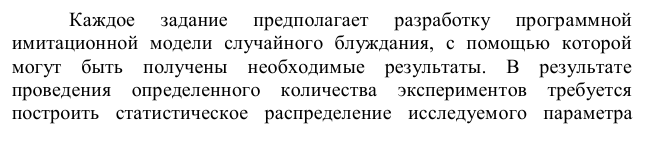 Каждое задание предполагает разработку программной
имитационной модели случайного блуждания, с помощью которой
могут быть получены необходимые результаты. В результате
проведения определенного количества экспериментов требуется
построить статистическое распределение исследуемого параметра